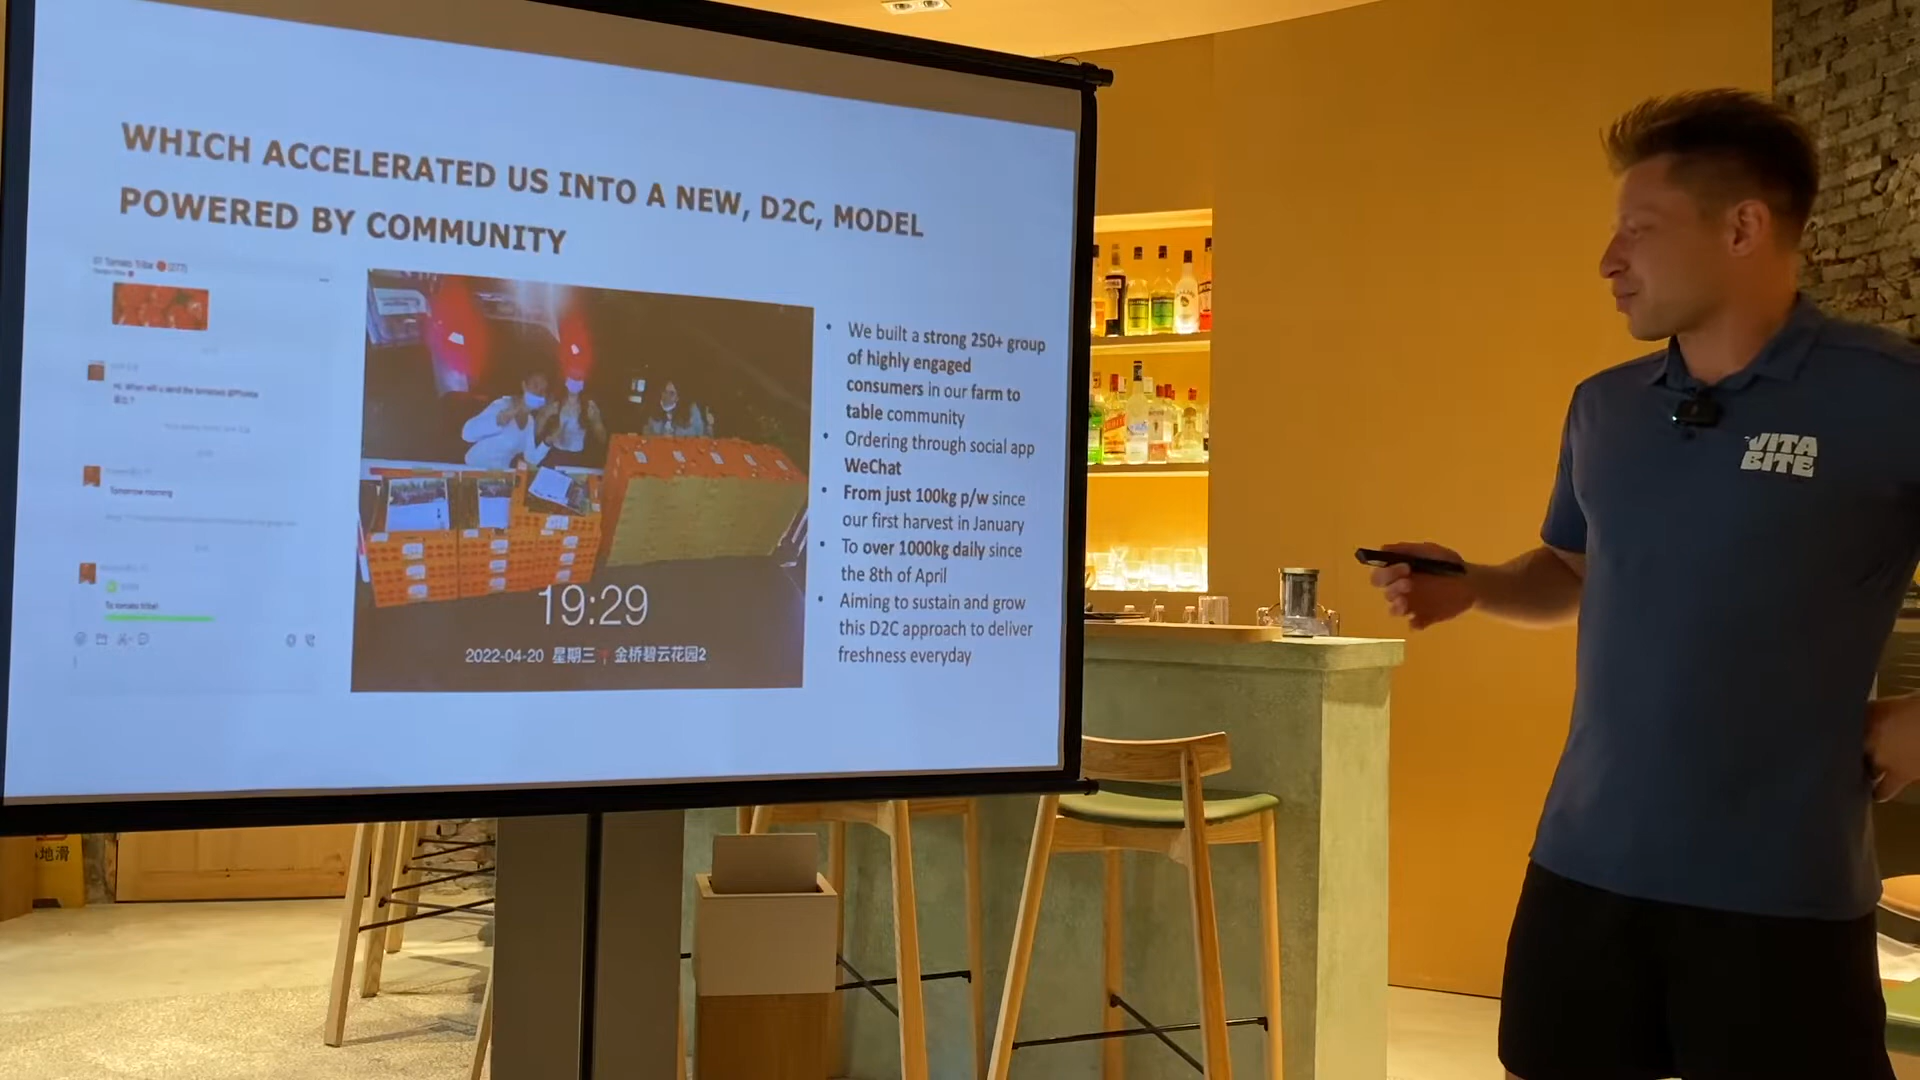 WHICH ACCELERATED US INTO A NEW, D2C, MODEL
POWERED BY COMMUNITY
Tomorrow morning
To tomato tribe!
19:29
2022-04-20 星期三 金桥碧云花园2
• We built a strong 250+ group
of highly engaged
consumers in our farm to
table community
• Ordering through social app
WeChat
• From just 100kg p/w since
our first harvest in January
• To over 1000kg daily since
the 8th of April
• Aiming to sustain and grow
this D2C approach to deliver
freshness everyday
VITA
BITE
地滑